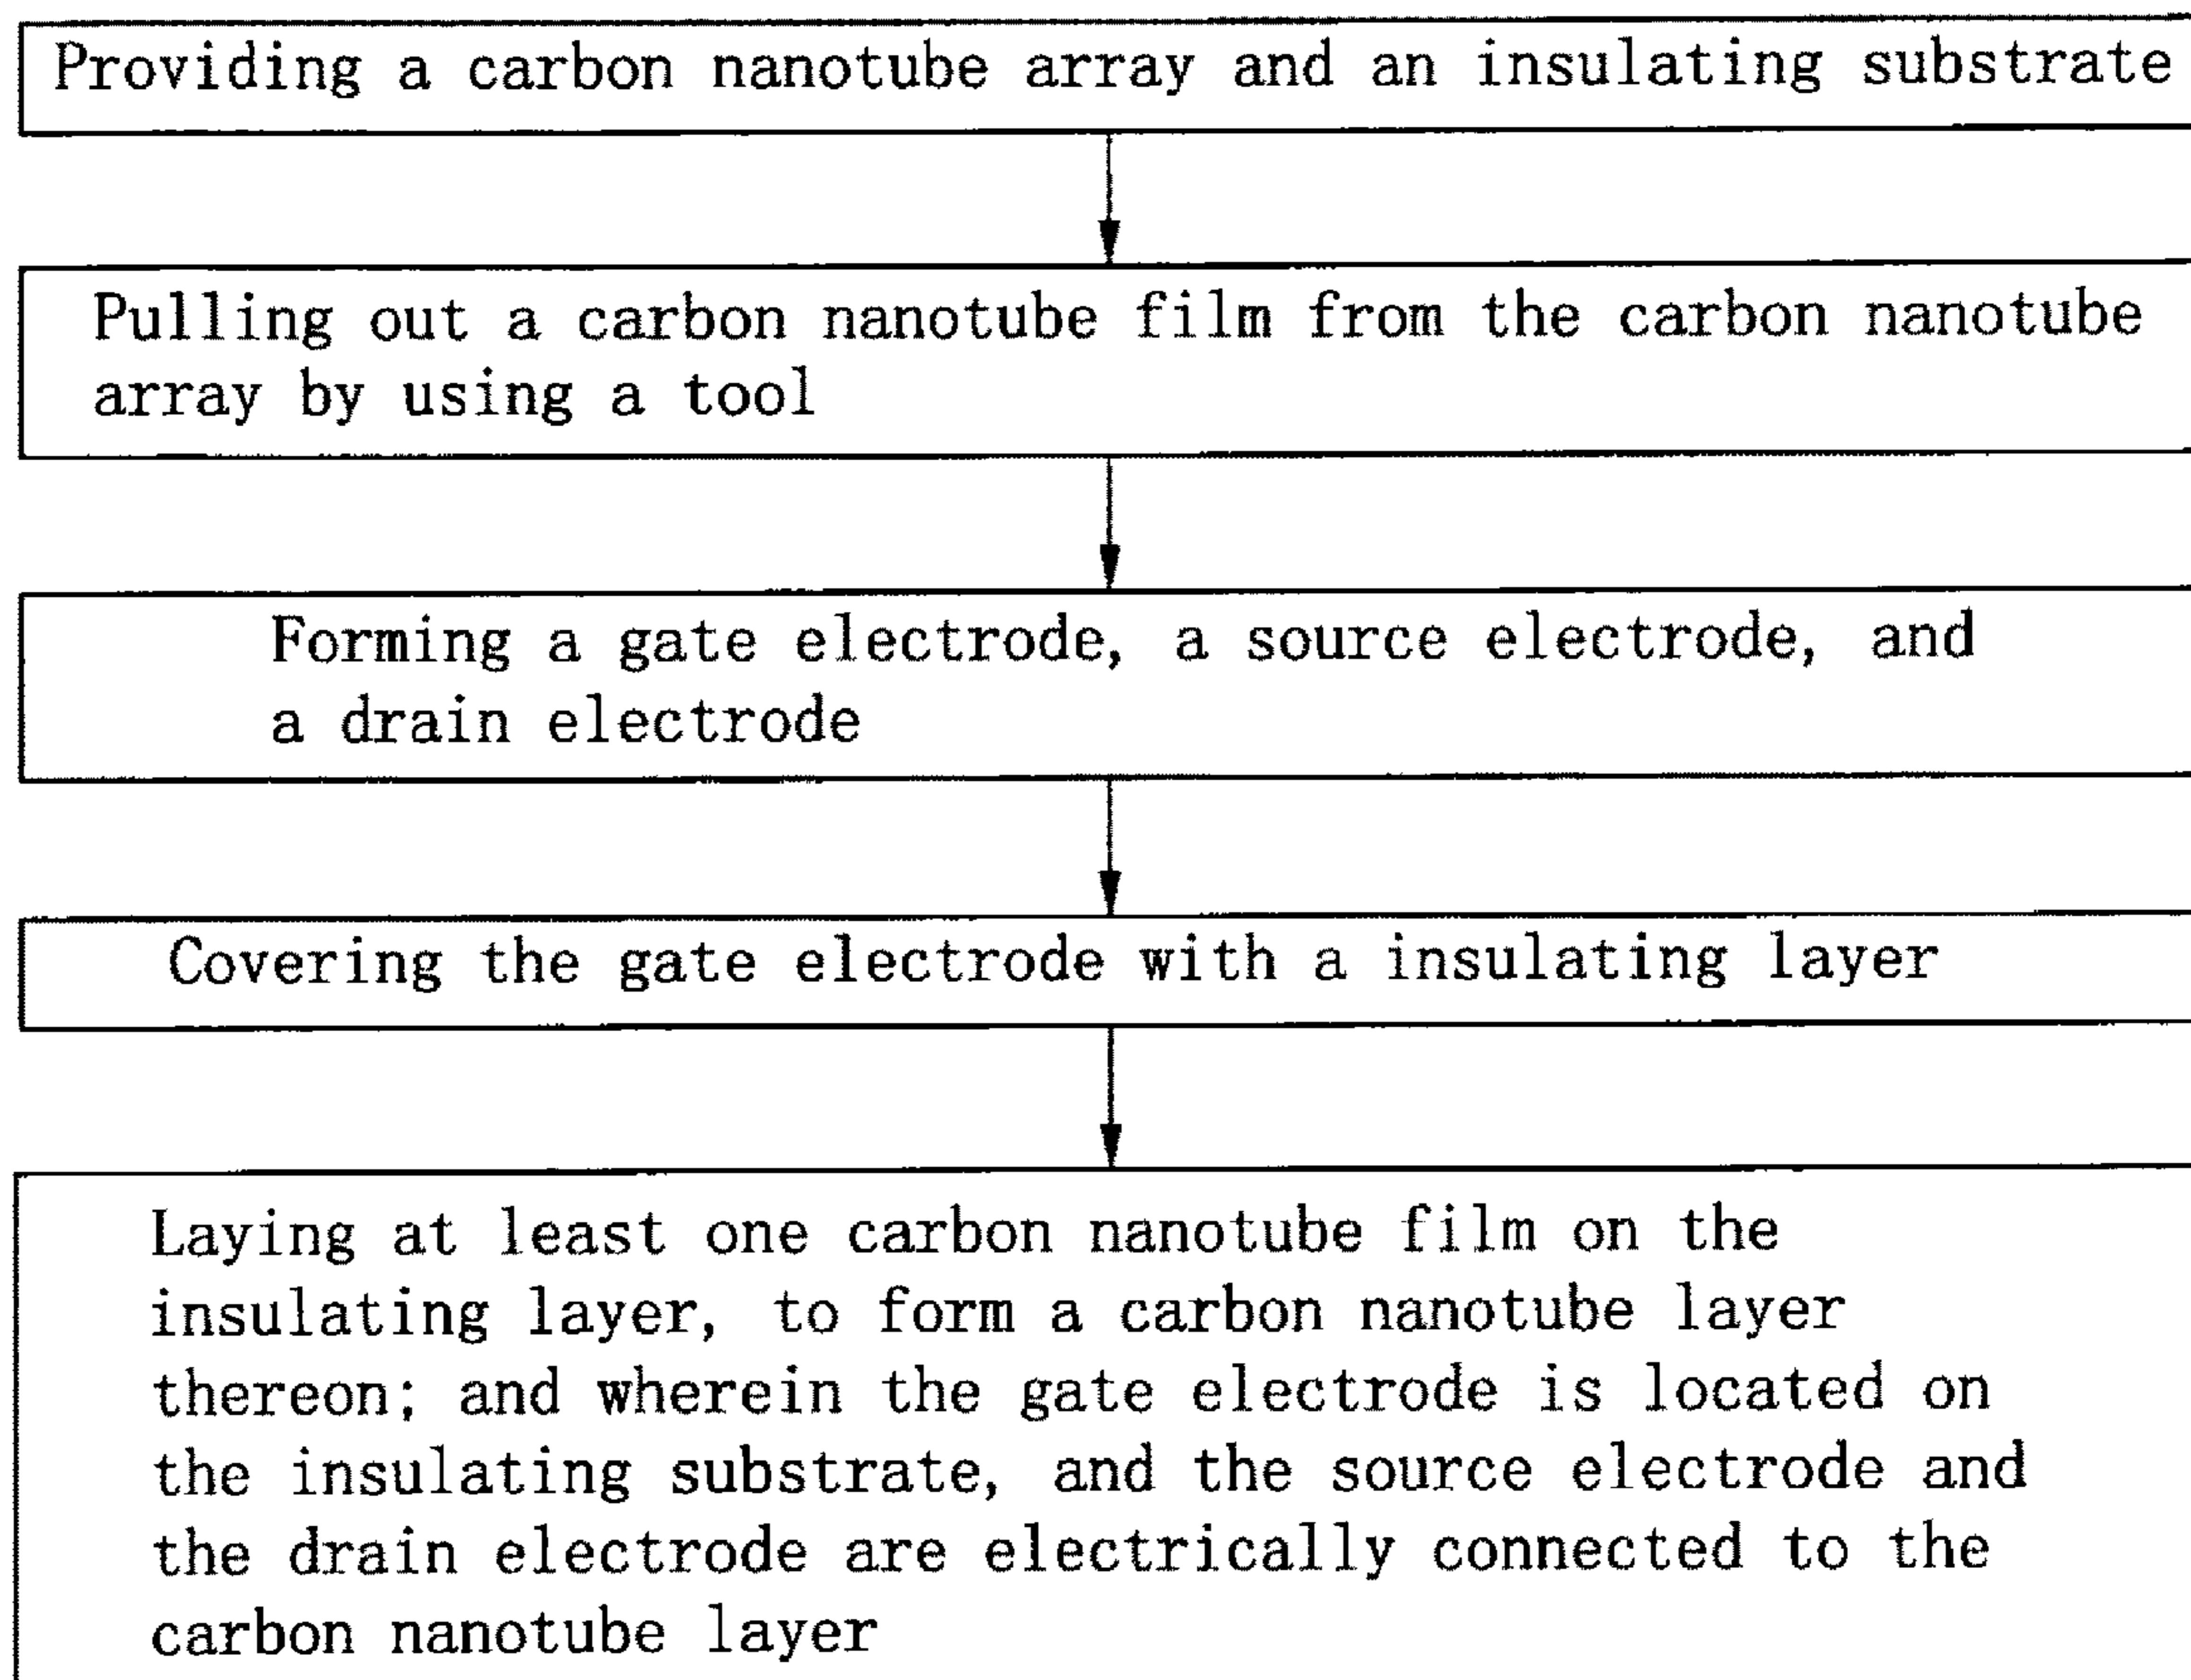 Providing a carbon nanotube array and an insulating substrate
Pulling out a carbon nanotube film from the carbon nanotube
array by using a tool
Forming a gate electrode, a source electrode, and
a drain electrode
Covering the gate electrode with a insulating layer
Laying at least one carbon nanotube film on the
insulating layer, to form a carbon nanotube layer
thereon; and wherein the gate electrode is located on
the insulating substrate, and the source electrode and
the drain electrode are electrically connected to the
carbon nanotube layer